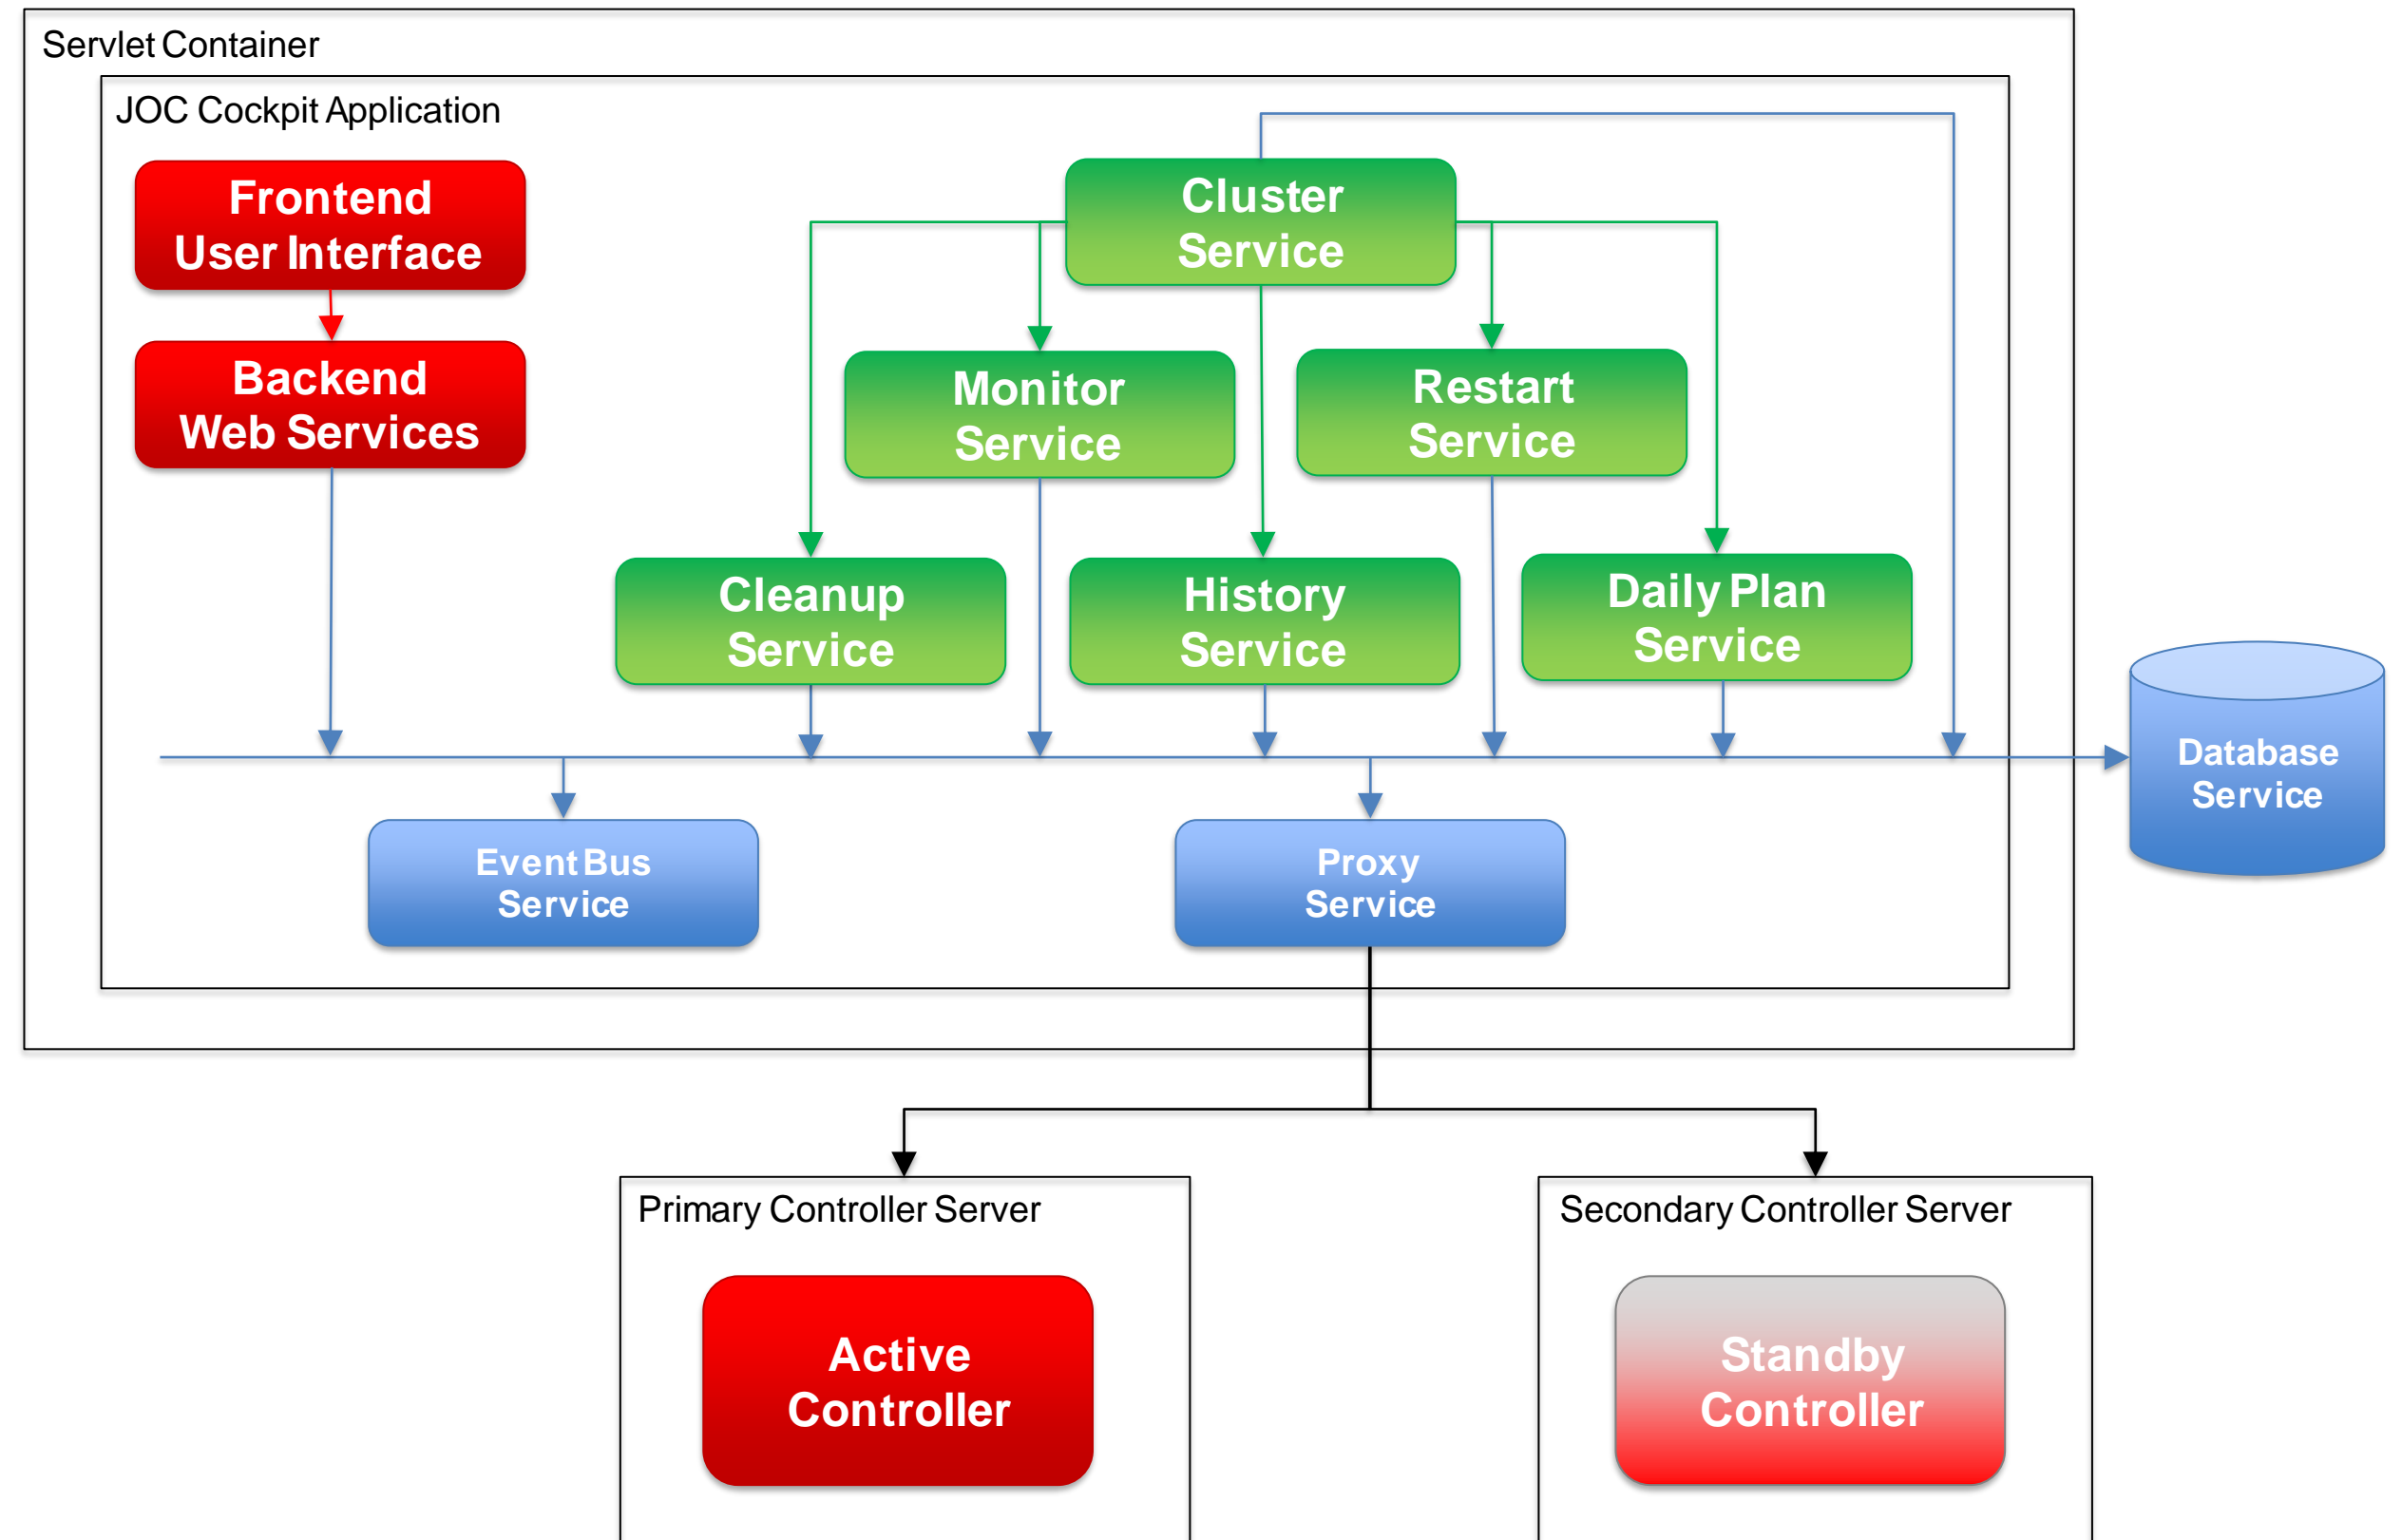 Servlet Container
JOC Cockpit Application
Frontend
User Interface
Cluster
Service
Backend
Web Services
Monitor
Service
Restart
Service
Cleanup
Service
History
Service
Daily Plan
Service
Database
Service
Event Bus
Service
Proxy
Service
Primary Controller Server
Secondary Controller Server
Active
Controller
Standby
Controller